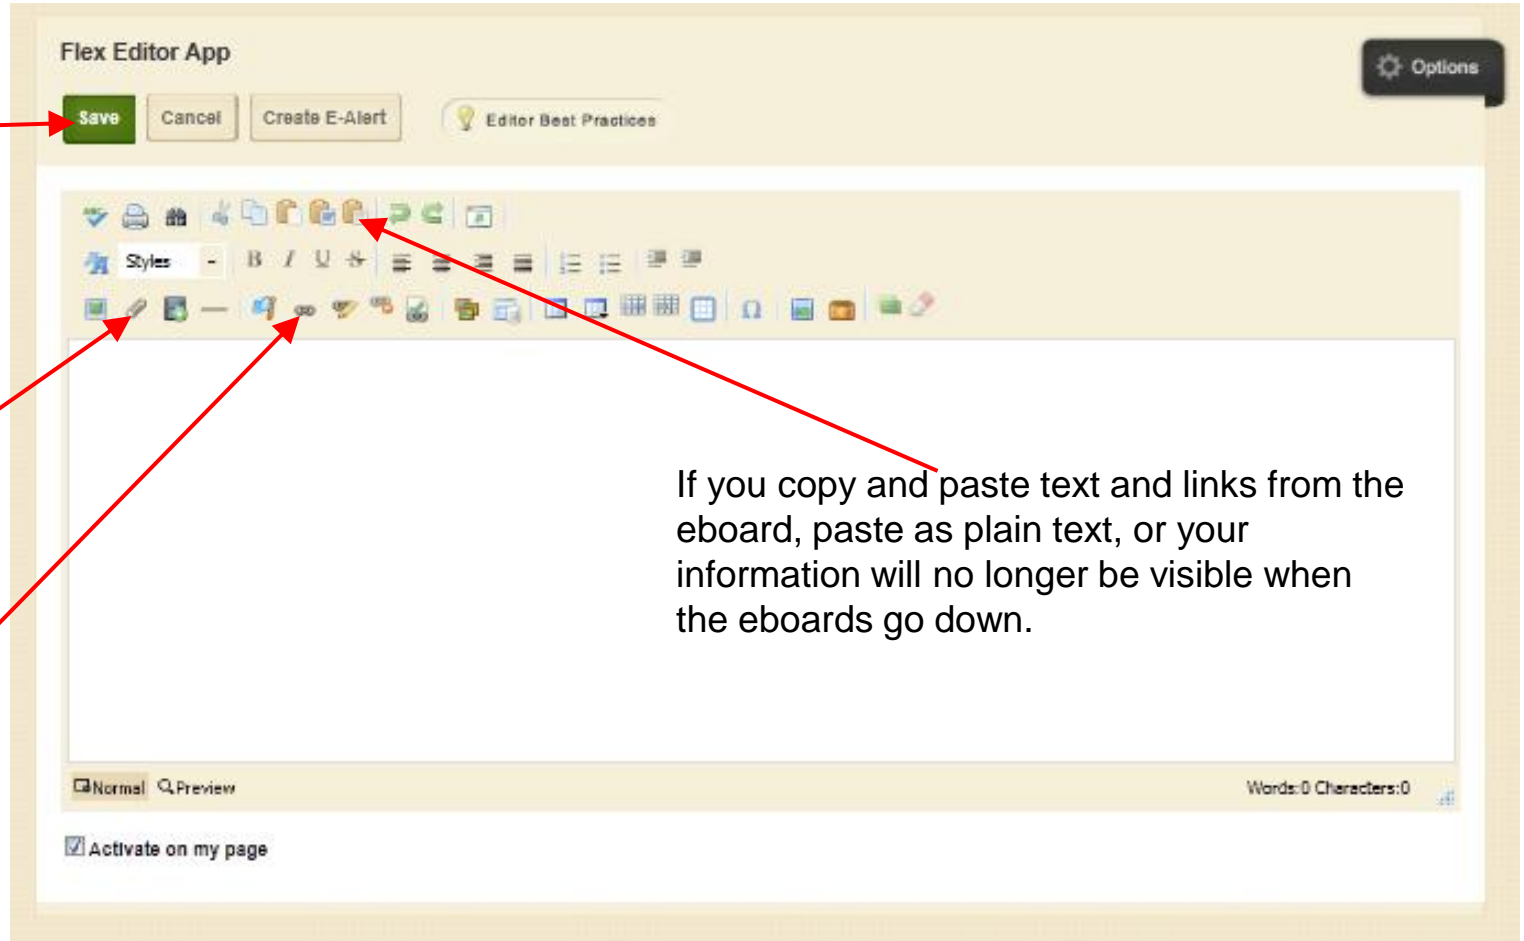 Flex Editor App
Options
Save Cancel Create E-Alert Editor Best Practices
Styles
B I U S
Ω
If you copy and paste text and links from the
eboard, paste as plain text, or your
information will no longer be visible when
the eboards go down.
Normal Preview Words:0 Characters:0
Activate on my page